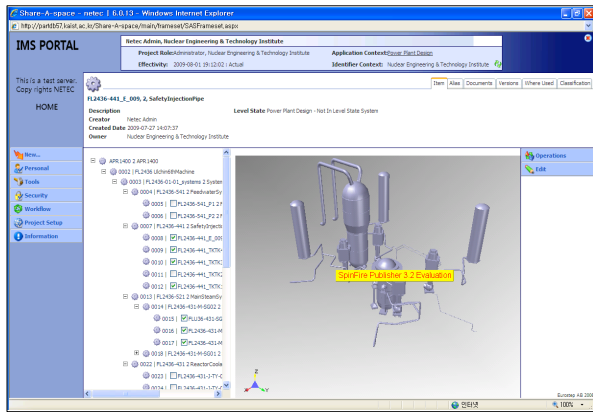 Share-A-space - netec 1 6.0.13 - Windows Internet Explorer
http://partdb57.kaist.ac.kr/Share-A-space/main/frameset/SASFrameset.aspx
IMS PORTAL
Netec Admin, Nuclear Engineering & Technology Institute
Project Role:Administrator, Nuclear Engineering & Technology Institute
Application Context:Power Plant Design
Effectivity: 2009-08-01 19:12:02 | Actual
Identifier Context: Nuclear Engineering & Technology Institute
This is a test server.
Copy rights NETEC
HOME
Item Alias Documents Versions Where Used Classification
FL2436-441_E_009, 2, SafetyInjectionPipe
Description
Level State Power Plant Design - Not In Level State System
Creator Netec Admin
Created Date 2009-07-27 14:07:37
Owner Nuclear Engineering & Technology Institute
New...
Personal
Tools
Security
Workflow
Project Setup
Information
APR1400 2 APR1400
0002 | FL2436 Ulchin68hMachine
0003 | FL2436-01-01_systems 2 System
0004 | FL2436-541 2 FeedwaterSy
0005 | FL2436-541_P1 2 F
0006 | FL2436-541_P2 2 F
0007 | FL2436-441 2 SafetyInjecti
0008 | FL2436-441_E_009
0009 | FL2436-441_TKTK
0010 | FL2436-441_TKTK
0011 | FL2436-441_TKTK
0012 | FL2436-441_TKTK
0013 | FL2436-521 2 MainSteamSy
0014 | FL2436-431-M-SG02 2
0015 | FLU36-431-SG
0016 | FL2436-431-M
0017 | FL2436-431-M
0018 | FL2436-431-M-SG01 2
0022 | FL2436-431 2 ReactorCoola
0023 | FL2436-431-J-TY-C
0024 | FL2436-431-J-TY-C
SpinFire Publisher 3.2 Evaluation
Z
Y
Operations
Edit
Eurostep AB 2008
인터넷
100%